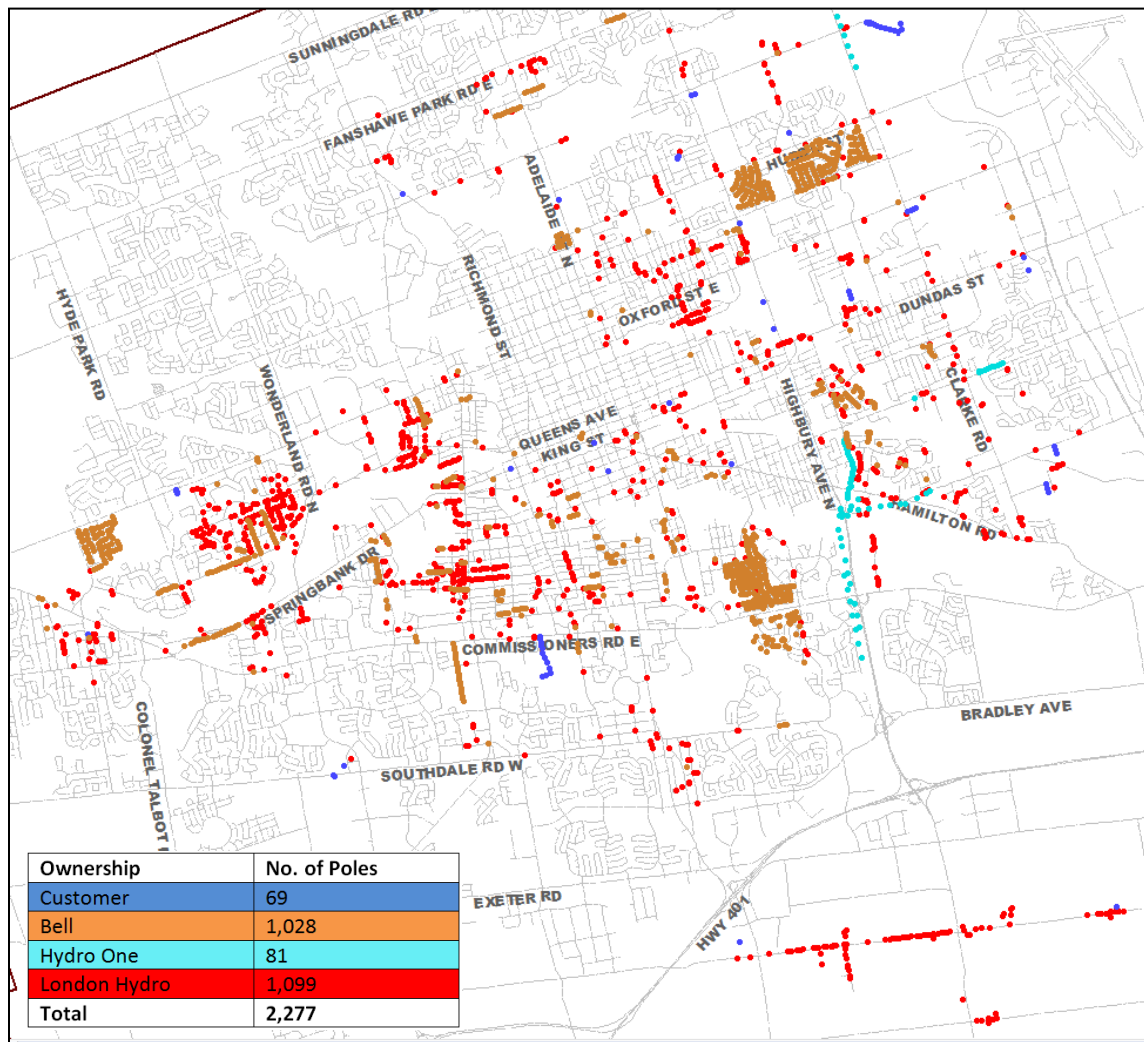 SUNNINGDALE RD E
FANSHAWE PARK RD E
ADELAIDE ST N
HYDE PARK RD
RICHMOND ST
OXFORD ST E
DUNDAS ST
WONDERLAND RD N
QUEENS AVE
KING ST
HIGHBURY AVE N
CLARKE RD
HAMILTON RD
SPRINGBANK DR
COMMISSIONERS RD E
COLONEL TALBOT
BRADLEY AVE
SOUTHDALE RD W
EXETER RD
HWY 401
Ownership No. of Poles
Customer 69
Bell 1,028
Hydro One 81
London Hydro 1,099
Total 2,277